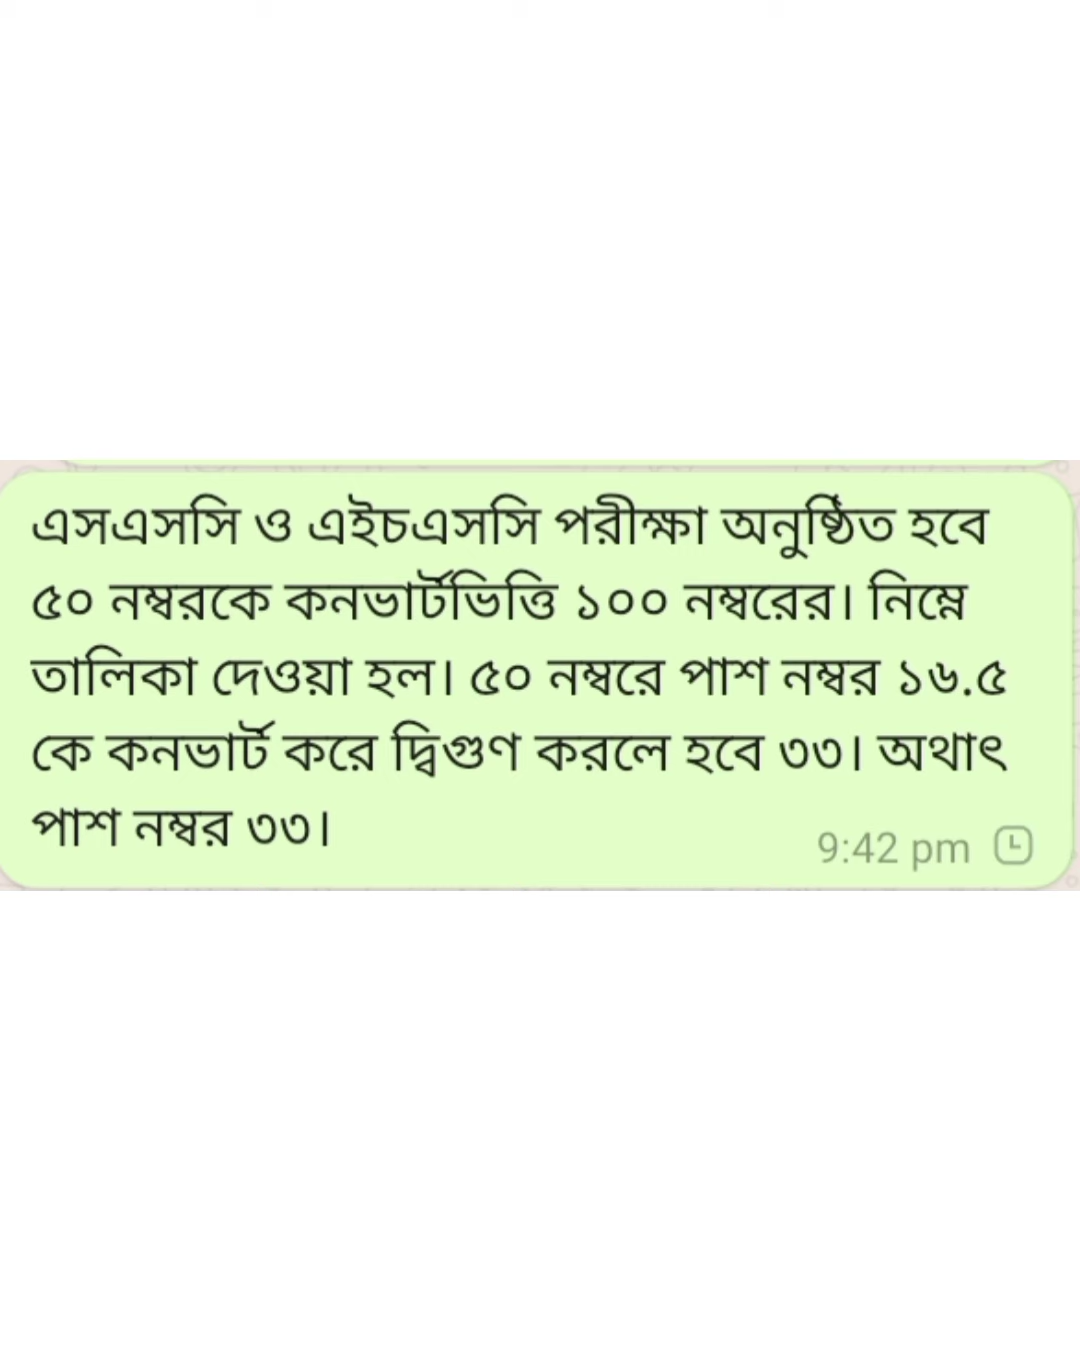 এসএসসি ও এইচএসসি পরীক্ষা অনুষ্ঠিত হবে
৫০ নম্বরকে কনভার্টভিত্তি ১০০ নম্বরের। নিম্নে
তালিকা দেওয়া হল। ৫০ নম্বরে পাশ নম্বর ১৬.৫
কে কনভার্ট করে দ্বিগুণ করলে হবে ৩৩। অথাৎ
পাশ নম্বর ৩৩।
9:42 pm